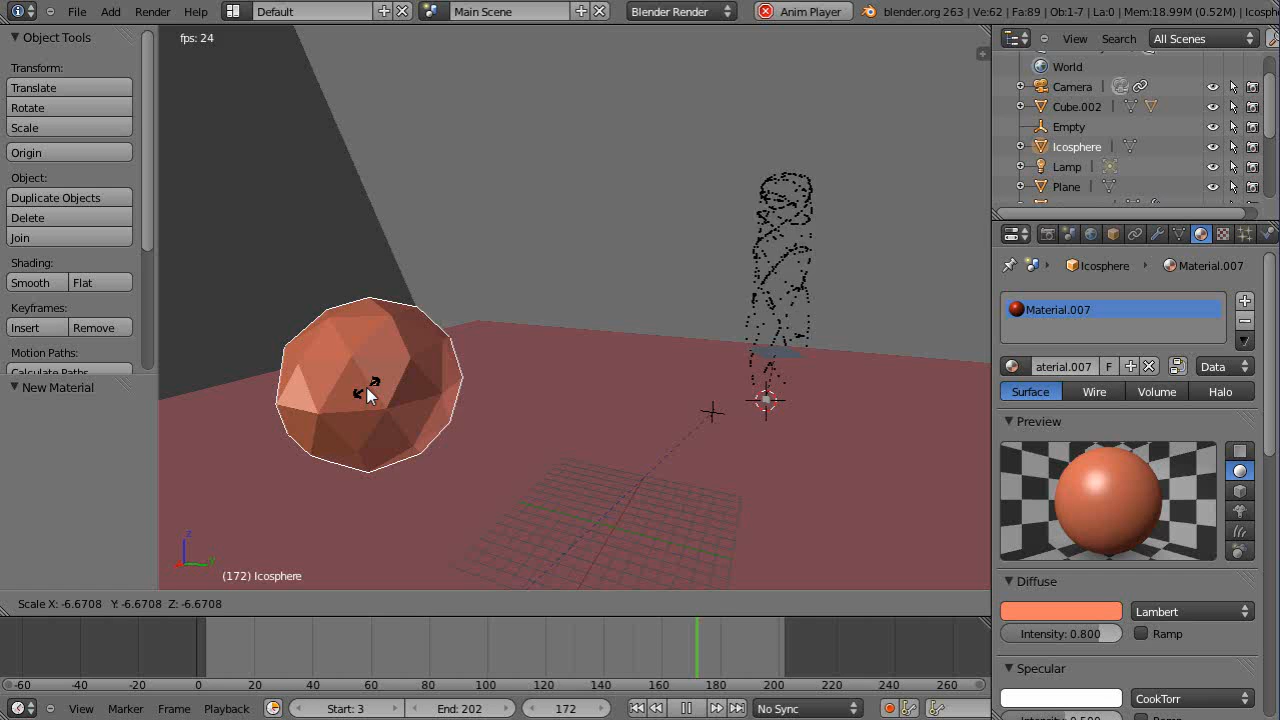 File Add Render Help Default Main Scene Blender Render Anim Player blender.org 263 | Ve:62 | Fa:89 | Ob:1-7 | La:0 | Mem:18.99M (0.52M) | Icosph
Object Tools
Transform:
Translate
Rotate
Scale
Origin
Object:
Duplicate Objects
Delete
Join
Shading:
Smooth Flat
Keyframes:
Insert Remove
Motion Paths:
New Material
fps: 24
(172) Icosphere
Scale X: -6.6708 Y: -6.6708 Z: -6.6708
-60 -40 -20 0 20 40 60 80 100 120 140 160 180 200 220 240 260
View Marker Frame Playback Start: 3 End: 202 172 No Sync
View Search All Scenes
World
Camera
Cube.002
Empty
Icosphere
Lamp
Plane
Icosphere Material.007
Material.007
aterial.007 F Data
Surface Wire Volume Halo
Preview
Diffuse
Lambert
Intensity: 0.800 Ramp
Specular
CookTorr